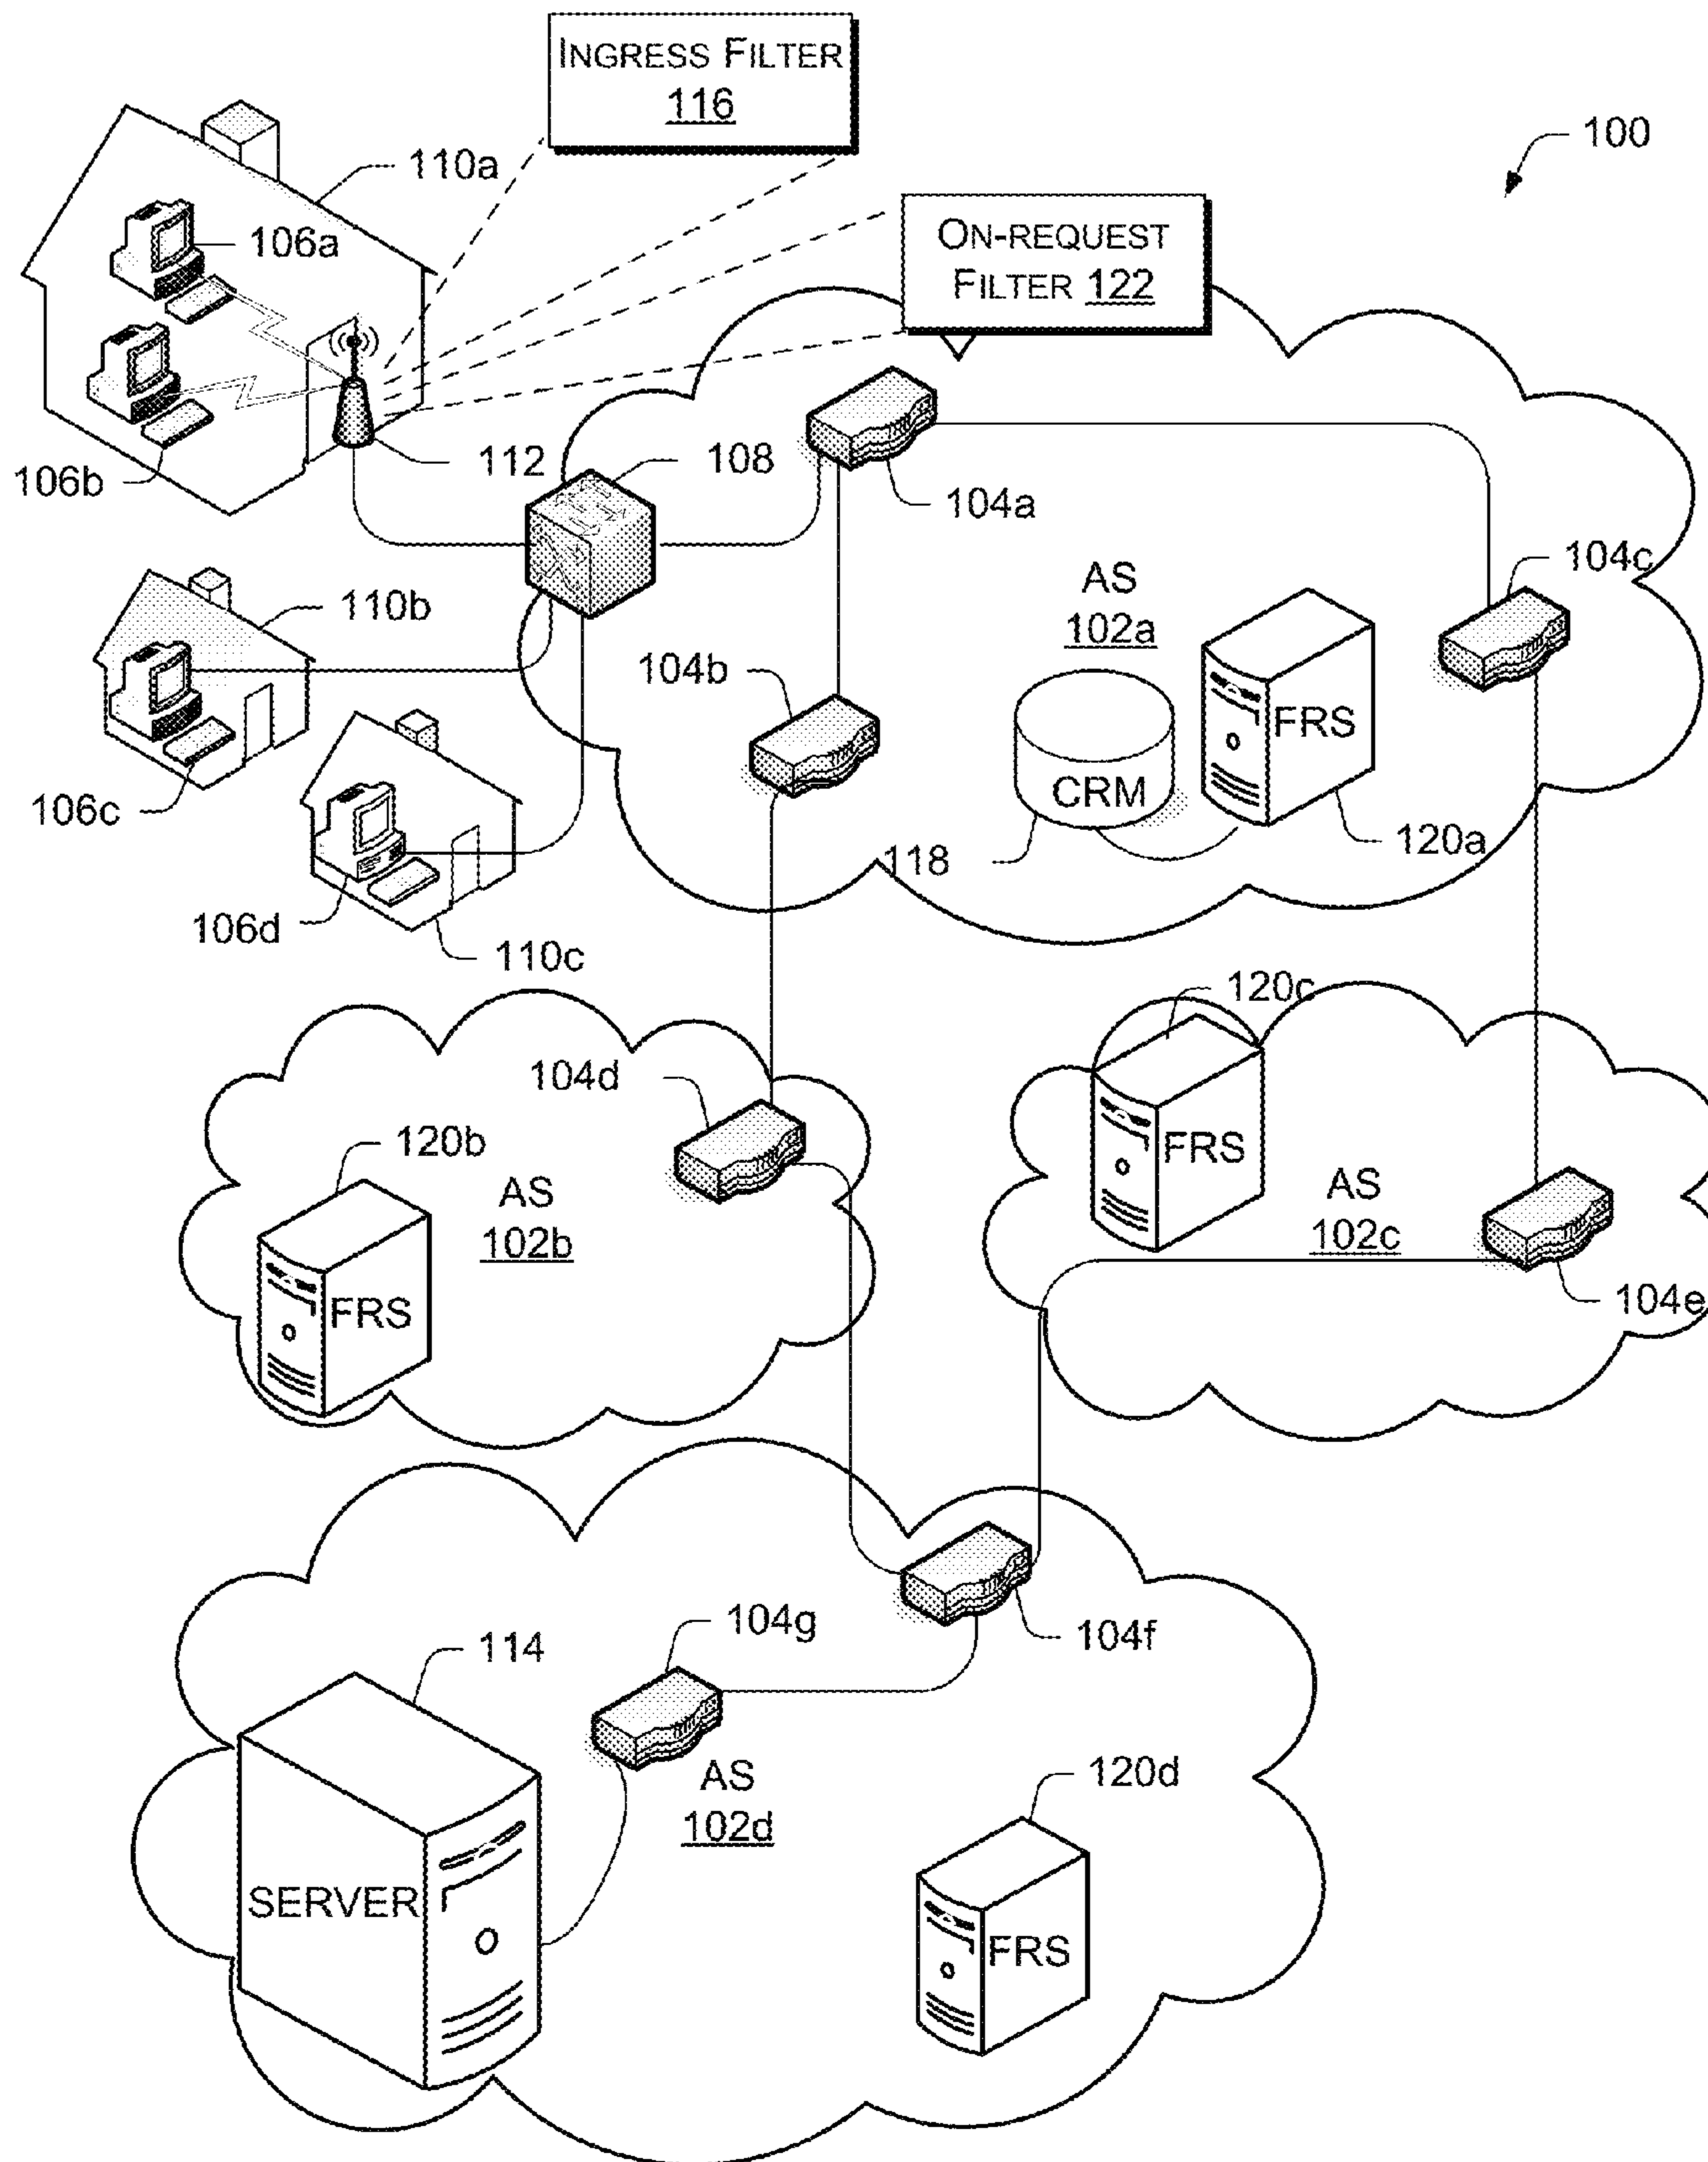 INGRESS FILTER
116
100
110a
ON-REQUEST
FILTER 122
106a
106b
112
108
104a
104c
AS
102a
110b
104b
FRS
CRM
106c
120a
118
106d
110c
120c
104d
FRS
120b
AS
102b
AS
102c
FRS
104e
104g
104f
114
AS
102d
120d
SERVER
FRS